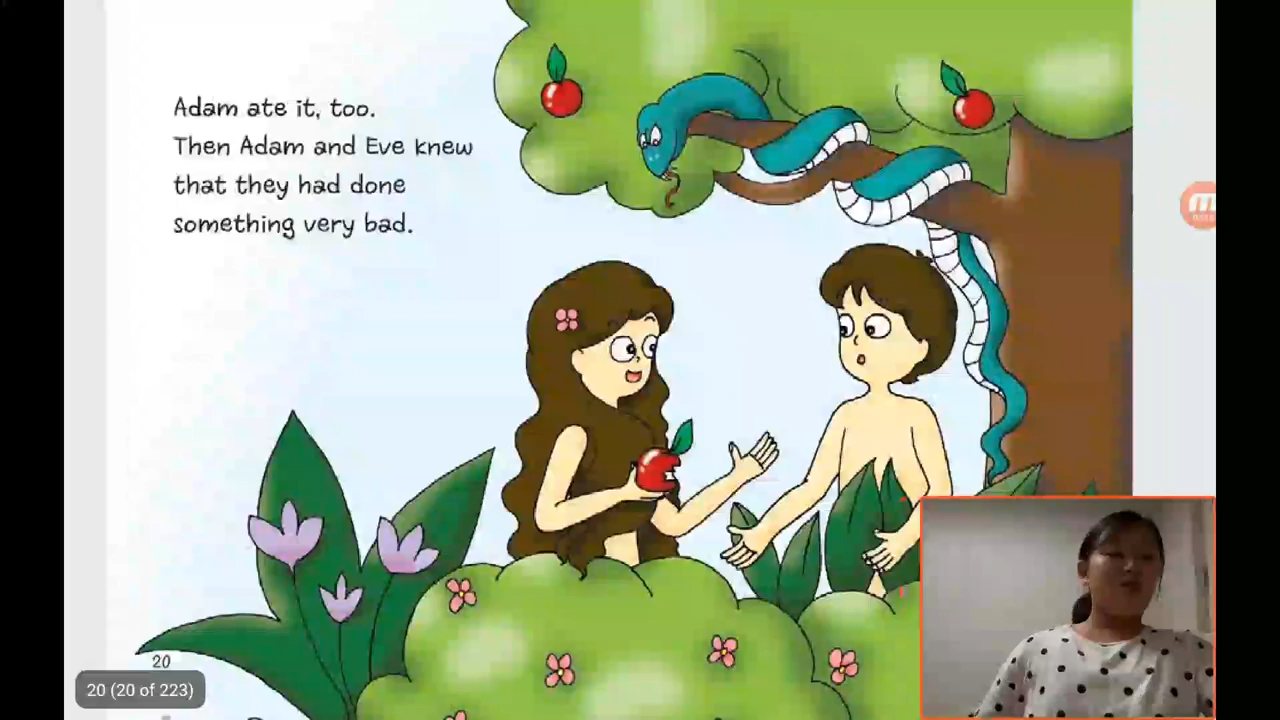 Adam ate it, too.
Then Adam and Eve knew
that they had done
something very bad.
20
20 (20 of 223)